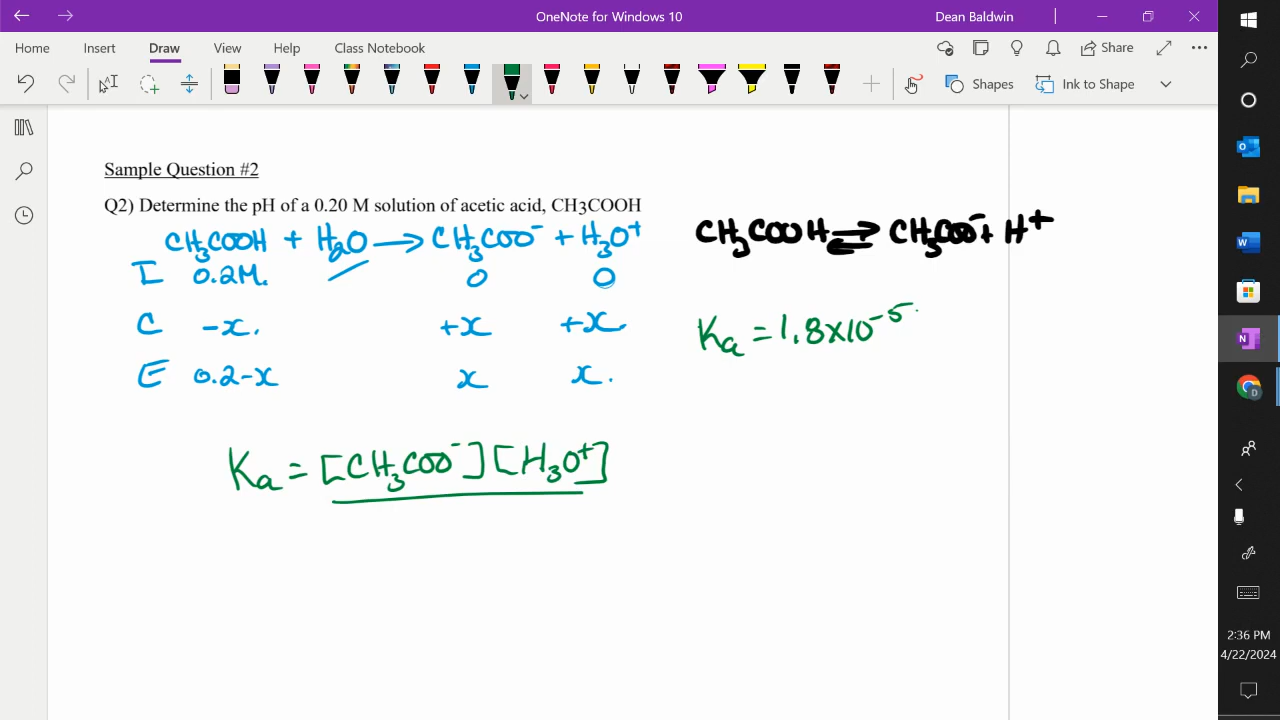 OneNote for Windows 10
Dean Baldwin
Home Insert Draw View Help Class Notebook
Share
Shapes
Ink to Shape
Sample Question #2
Q2) Determine the pH of a 0.20 M solution of acetic acid, CH3COOH
CH₃COOH + H₂O → CH₃COO⁻ + H₃O⁺
CH₃COOH ⇌ CH₃COO⁻ + H⁺
I 0.2M. 0 0
C -x. +x +x
Ka = 1.8x10⁻⁵
E 0.2-x x x.
Ka = [CH₃COO⁻][H₃O⁺]
2:36 PM
4/22/2024